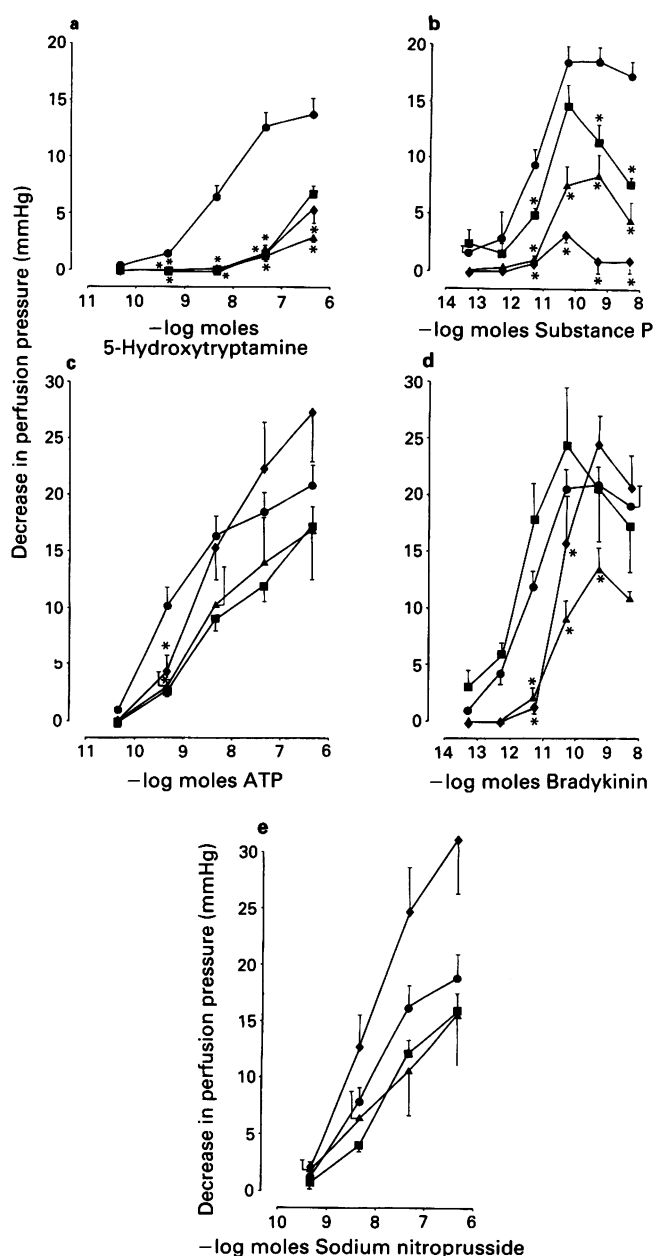 a
20
15
10
5
0
11 10 9 8 7 6
−log moles
5-Hydroxytryptamine
b
20
15
10
5
0
14 13 12 11 10 9 8
−log moles Substance P
Decrease in perfusion pressure (mmHg)
c
30
25
20
15
10
5
0
11 10 9 8 7 6
−log moles ATP
d
30
25
20
15
10
5
0
14 13 12 11 10 9 8
−log moles Bradykinin
e
30
25
20
15
10
5
0
Decrease in perfusion pressure (mmHg)
10 9 8 7 6
−log moles Sodium nitroprusside